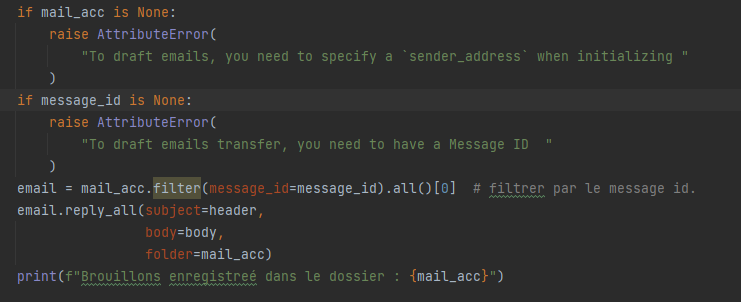 if mail_acc is None:
    raise AttributeError(
        "To draft emails, you need to specify a `sender_address` when initializing "
    )
if message_id is None:
    raise AttributeError(
        "To draft emails transfer, you need to have a Message ID  "
    )
email = mail_acc.filter(message_id=message_id).all()[0]  # filtrer par le message id.
email.reply_all(subject=header,
                body=body,
                folder=mail_acc)
print(f"Brouillons enregistreé dans le dossier : {mail_acc}")